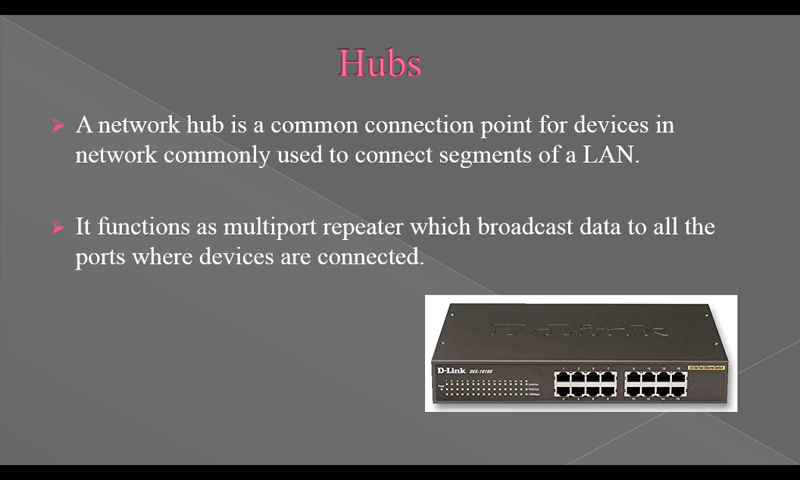 Hubs
A network hub is a common connection point for devices in
network commonly used to connect segments of a LAN.
It functions as multiport repeater which broadcast data to all the
ports where devices are connected.
D-Link
D-Link